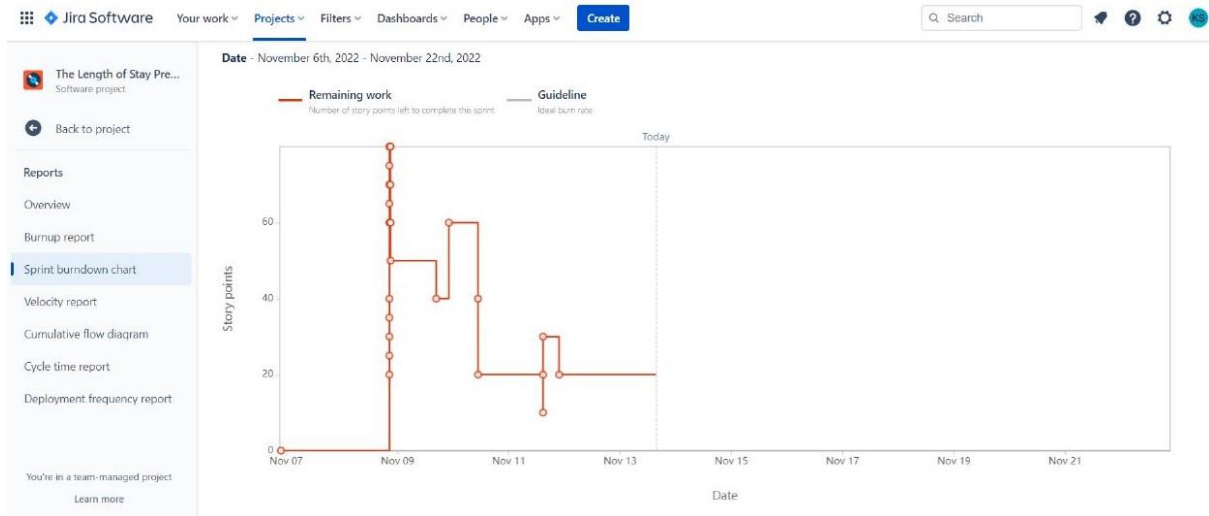 Jira Software Your work Projects Filters Dashboards People Apps Create Search KS
The Length of Stay Pre...
Software project
Back to project
Reports
Overview
Burnup report
Sprint burndown chart
Velocity report
Cumulative flow diagram
Cycle time report
Deployment frequency report
You're in a team-managed project
Learn more
Date - November 6th, 2022 - November 22nd, 2022
Remaining work
Number of story points left to complete this sprint
Guideline
Ideal burn rate
Today
Story points
60
40
20
0
Nov 07 Nov 09 Nov 11 Nov 13 Nov 15 Nov 17 Nov 19 Nov 21
Date